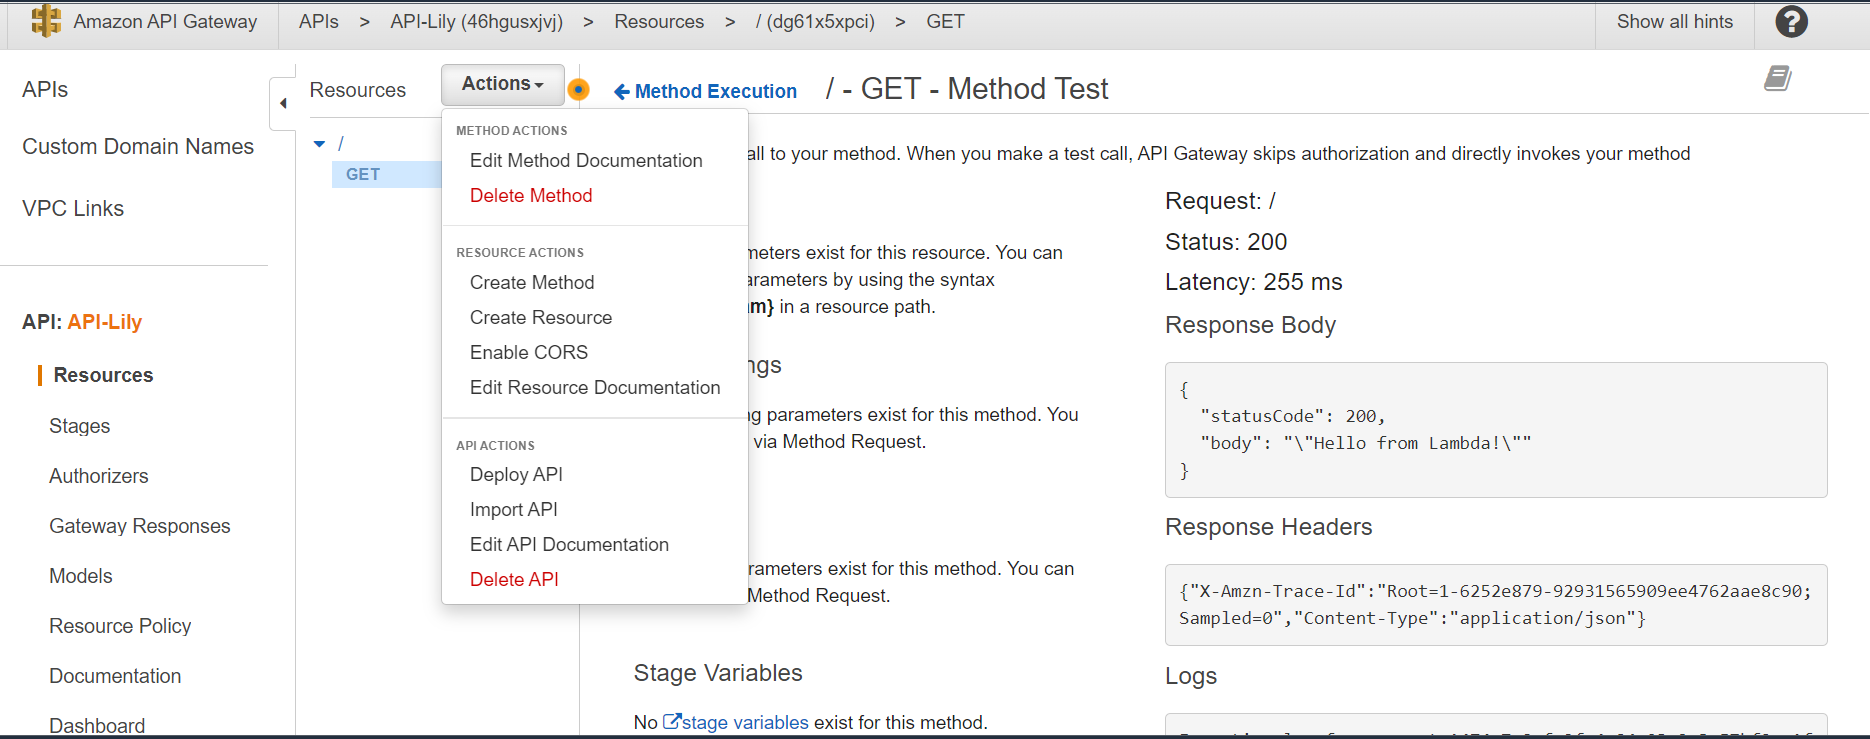 Amazon API Gateway
APIs > API-Lily (46hgusxjvj) > Resources > / (dg61x5xpci) > GET
Show all hints
?
APIs
Custom Domain Names
VPC Links
API: API-Lily
Resources
Stages
Authorizers
Gateway Responses
Models
Resource Policy
Documentation
Dashboard
Resources
Actions
/
GET
METHOD ACTIONS
Edit Method Documentation
Delete Method
RESOURCE ACTIONS
Create Method
Create Resource
Enable CORS
Edit Resource Documentation
API ACTIONS
Deploy API
Import API
Edit API Documentation
Delete API
Method Execution
/ - GET - Method Test
all to your method. When you make a test call, API Gateway skips authorization and directly invokes your method
meters exist for this resource. You can
arameters by using the syntax
m} in a resource path.
ngs
ng parameters exist for this method. You
via Method Request.
rameters exist for this method. You can
Method Request.
Stage Variables
No stage variables exist for this method.
Request: /
Status: 200
Latency: 255 ms
Response Body
{
"statusCode": 200,
"body": "\"Hello from Lambda!\""
}
Response Headers
{"X-Amzn-Trace-Id":"Root=1-6252e879-92931565909ee4762aae8c90;
Sampled=0","Content-Type":"application/json"}
Logs